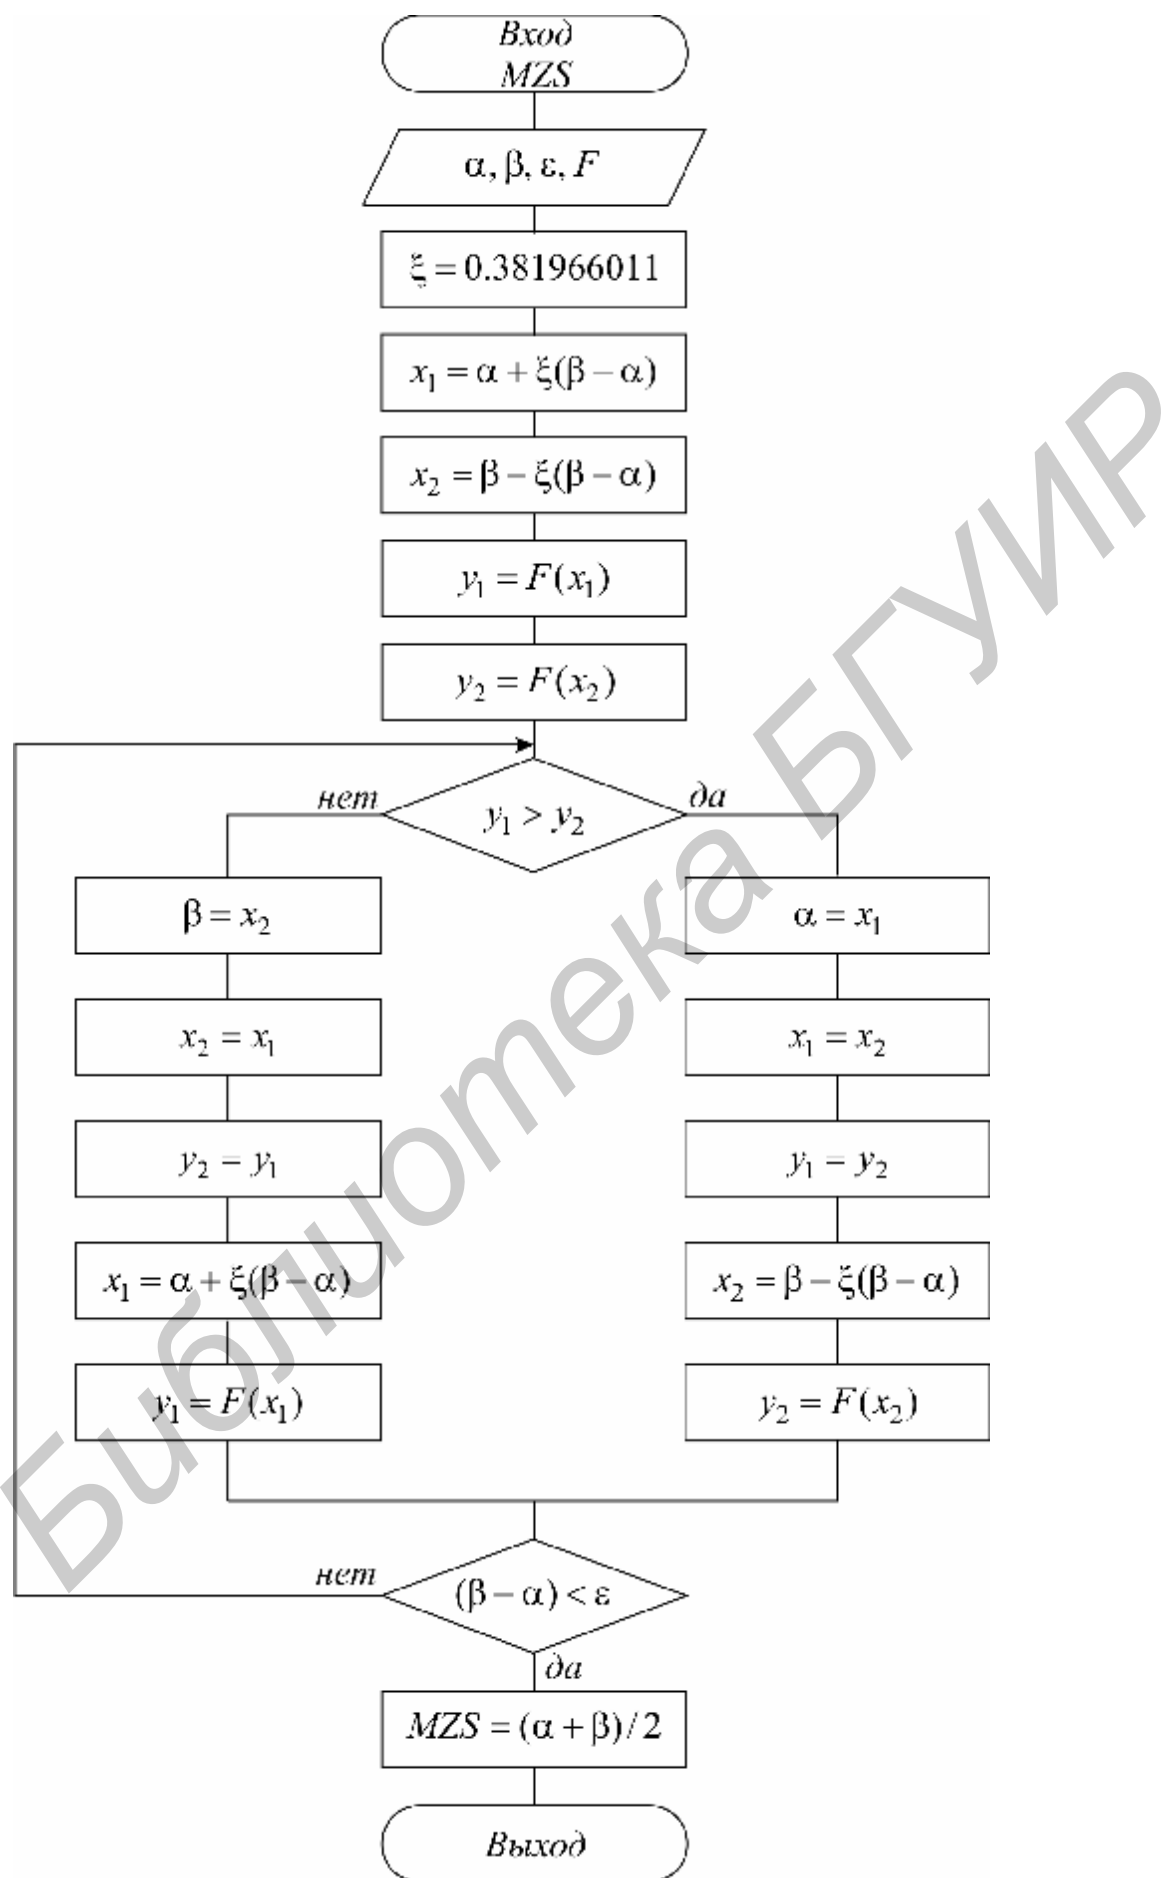 Вход
MZS
α, β, ε, F
ξ = 0.381966011
x₁ = α + ξ(β – α)
x₂ = β – ξ(β – α)
y₁ = F(x₁)
y₂ = F(x₂)
нет
y₁ > y₂
да
β = x₂
x₂ = x₁
y₂ = y₁
x₁ = α + ξ(β – α)
y₁ = F(x₁)
α = x₁
x₁ = x₂
y₁ = y₂
x₂ = β – ξ(β – α)
y₂ = F(x₂)
нет
(β – α) < ε
да
MZS = (α + β)/2
Выход
Библиотека БГУИР